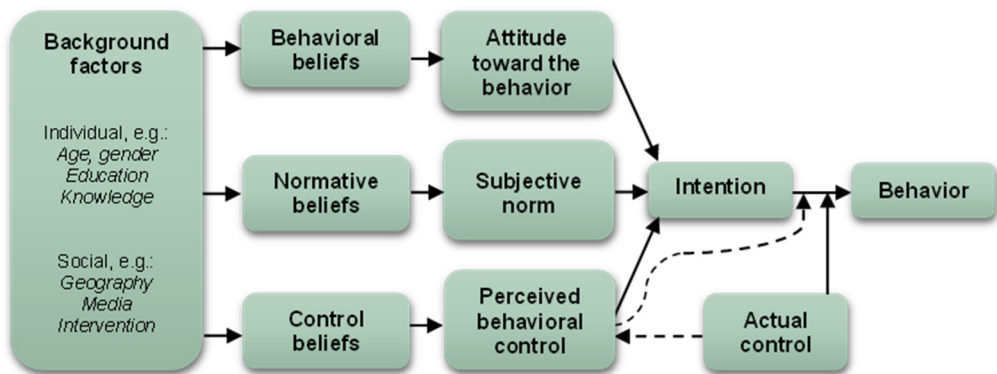 Background
factors
Individual, e.g.:
Age, gender
Education
Knowledge
Social, e.g.:
Geography
Media
Intervention
Behavioral
beliefs
Normative
beliefs
Control
beliefs
Attitude
toward the
behavior
Subjective
norm
Perceived
behavioral
control
Intention
Behavior
Actual
control